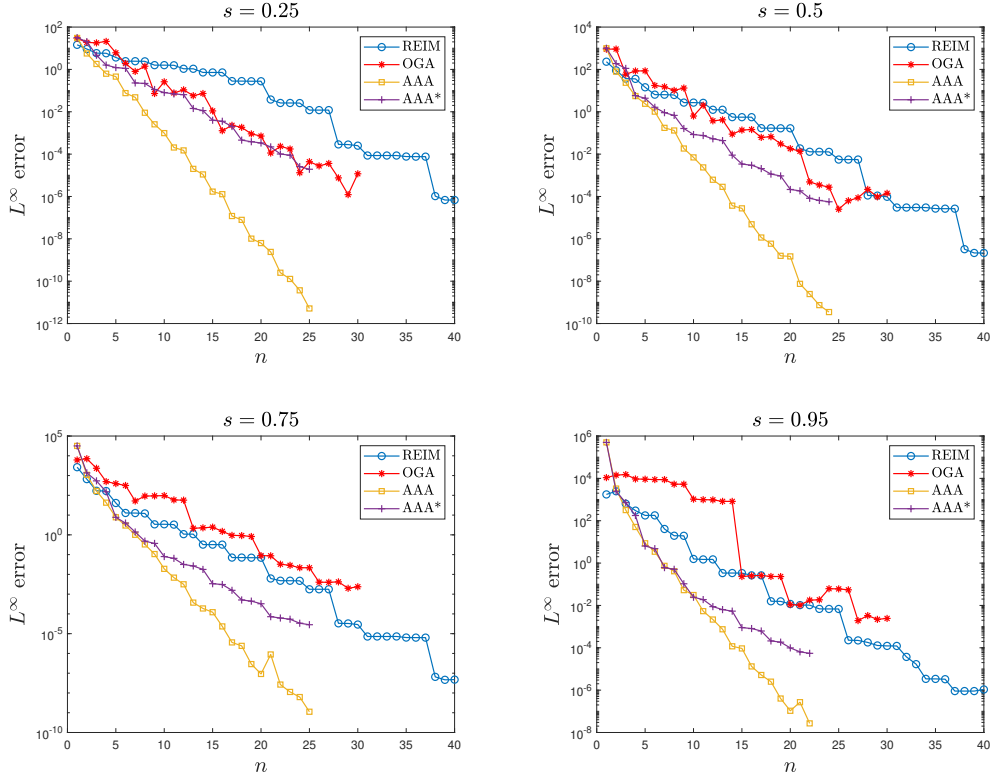 s = 0.25
10^2
10^0
10^-2
10^-4
10^-6
10^-8
10^-10
10^-12
L^∞ error
0 5 10 15 20 25 30 35 40
n
REIM
OGA
AAA
AAA*
s = 0.5
10^4
10^2
10^0
10^-2
10^-4
10^-6
10^-8
10^-10
L^∞ error
0 5 10 15 20 25 30 35 40
n
REIM
OGA
AAA
AAA*
s = 0.75
10^5
10^0
10^-5
10^-10
L^∞ error
0 5 10 15 20 25 30 35 40
n
REIM
OGA
AAA
AAA*
s = 0.95
10^6
10^4
10^2
10^0
10^-2
10^-4
10^-6
10^-8
L^∞ error
0 5 10 15 20 25 30 35 40
n
REIM
OGA
AAA
AAA*